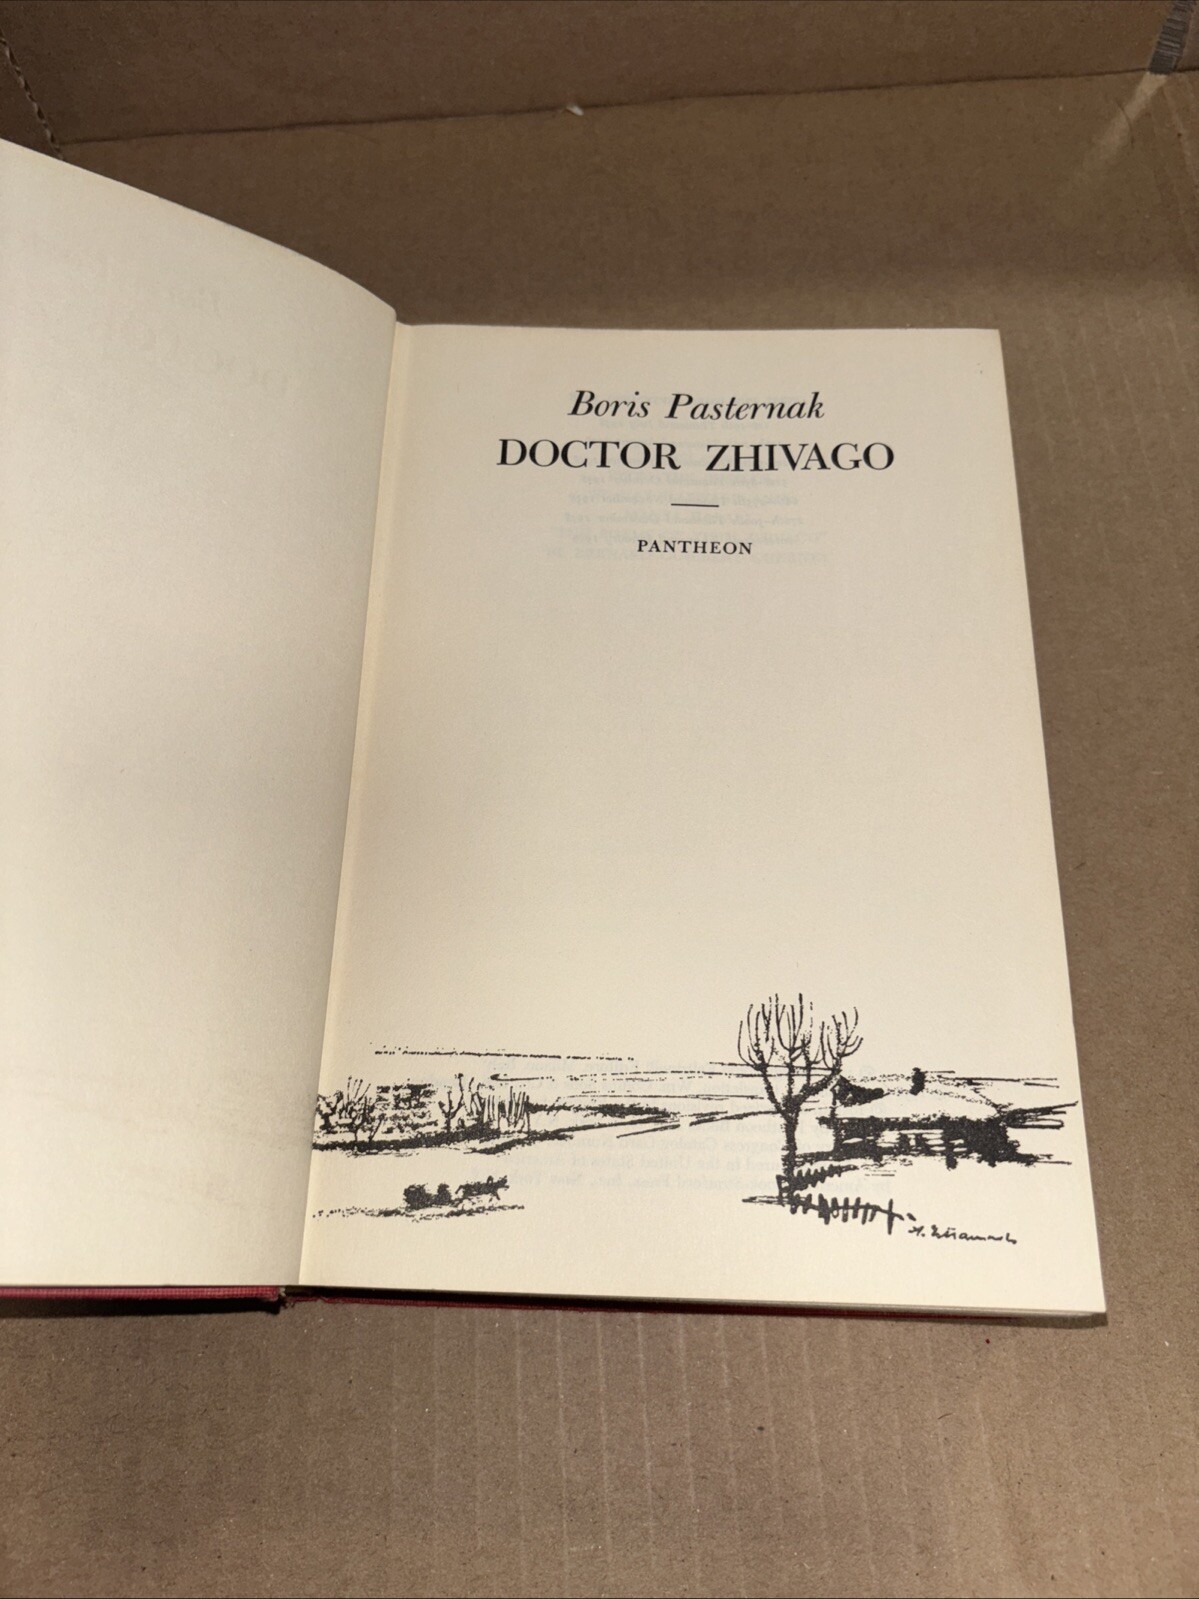 Boris Pasternak
DOCTOR ZHIVAGO
PANTHEON